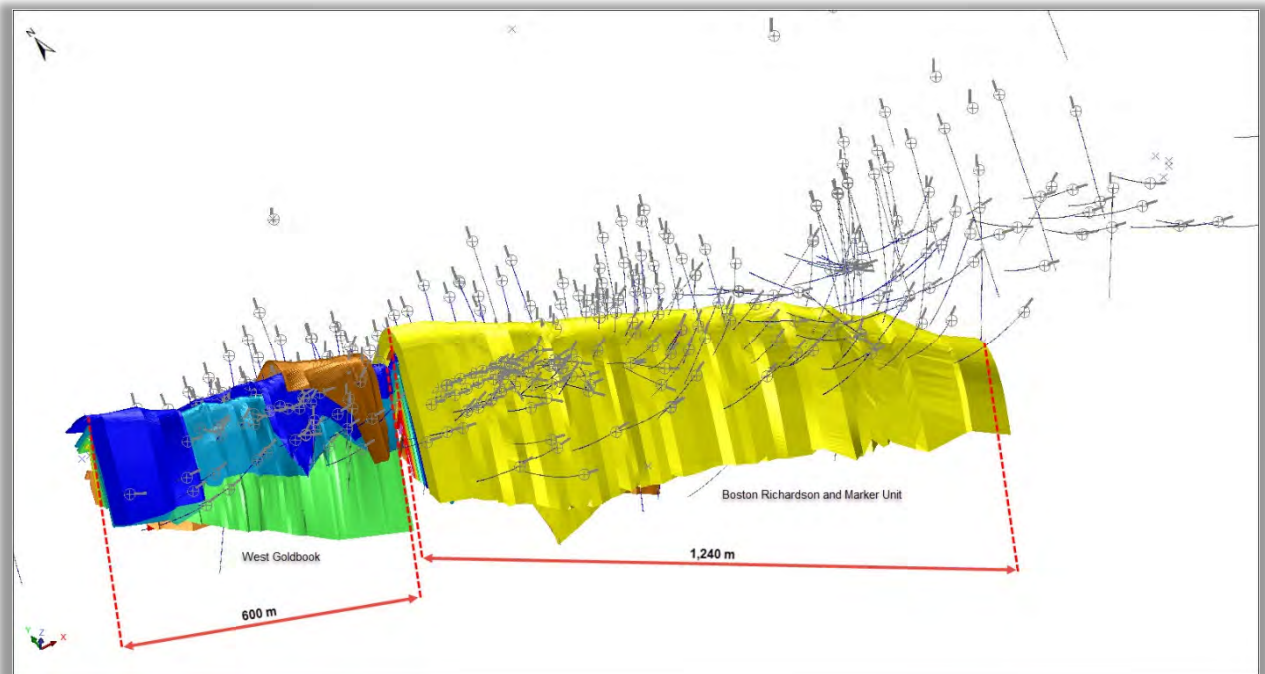 N
Boston Richardson and Marker Unit
West Goldbook
1,240 m
600 m
Y
Z
X